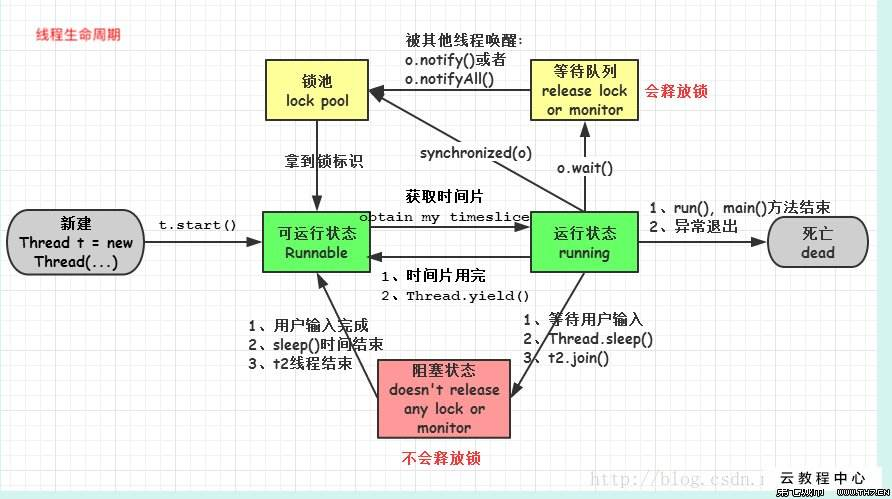 线程生命周期
被其他线程唤醒:
o.notify()或者
o.notifyAll()
锁池
lock pool
等待队列
release lock
or monitor
会释放锁
synchronized(o)
o.wait()
拿到锁标识
获取时间片
obtain my timeslice
新建
Thread t = new
Thread(...)
t.start()
可运行状态
Runnable
运行状态
running
1、run(), main()方法结束
2、异常退出
死亡
dead
1、时间片用完
2、Thread.yield()
1、用户输入完成
2、sleep()时间结束
3、t2线程结束
1、等待用户输入
2、Thread.sleep()
3、t2.join()
阻塞状态
doesn't release
any lock or
monitor
不会释放锁
http://blog.csdn.n
云教程中心
WWW.TH7.CN